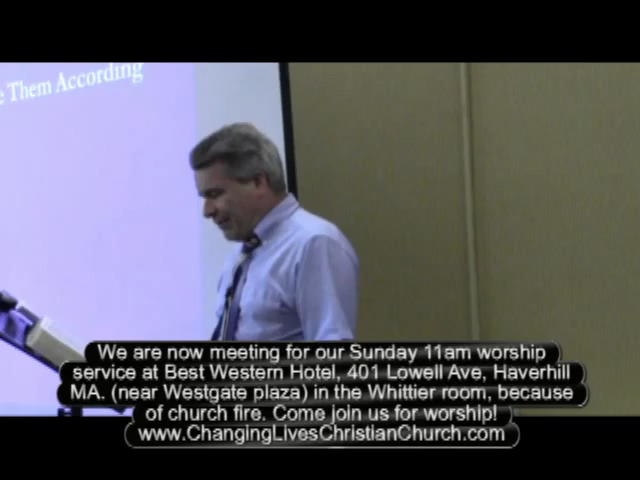 e Them According
We are now meeting for our Sunday 11am worship
service at Best Western Hotel, 401 Lowell Ave, Haverhill
MA. (near Westgate plaza) in the Whittier room, because
of church fire. Come join us for worship!
www.ChangingLivesChristianChurch.com